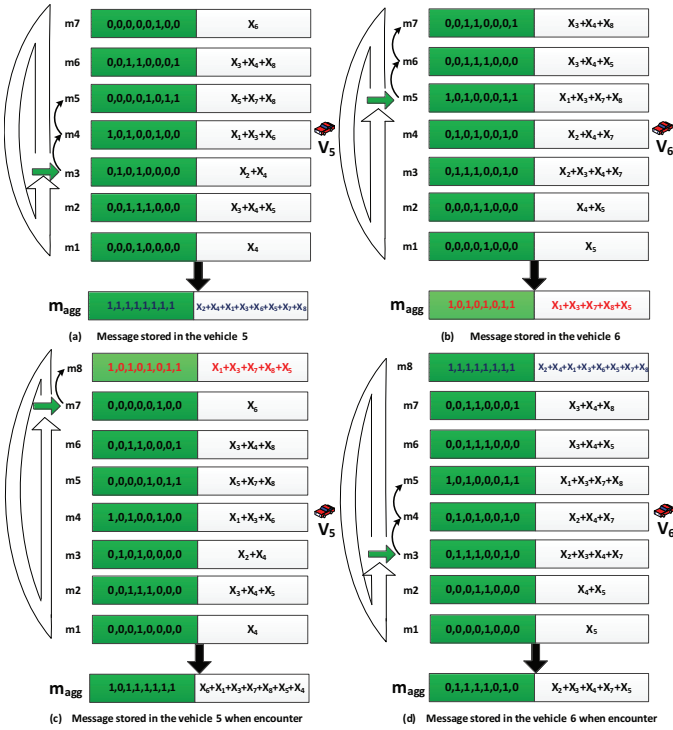 m7 0,0,0,0,0,1,0,0 X₆
m6 0,0,1,1,0,0,0,1 X₃+X₄+X₈
m5 0,0,0,0,1,0,1,1 X₅+X₇+X₈
m4 1,0,1,0,0,1,0,0 X₁+X₃+X₆
V₅
m3 0,1,0,1,0,0,0,0 X₂+X₄
m2 0,0,1,1,1,0,0,0 X₃+X₄+X₅
m1 0,0,0,1,0,0,0,0 X₄
m_agg 1,1,1,1,1,1,1,1 X₂+X₄+X₁+X₃+X₆+X₅+X₇+X₈
(a) Message stored in the vehicle 5
m7 0,0,1,1,0,0,0,1 X₃+X₄+X₈
m6 0,0,1,1,1,0,0,0 X₃+X₄+X₅
m5 1,0,1,0,0,0,1,1 X₁+X₃+X₇+X₈
m4 0,1,0,1,0,0,1,0 X₂+X₄+X₇
V₆
m3 0,1,1,1,0,0,1,0 X₂+X₃+X₄+X₇
m2 0,0,0,1,1,0,0,0 X₄+X₅
m1 0,0,0,0,1,0,0,0 X₅
m_agg 1,0,1,0,1,0,1,1 X₁+X₃+X₇+X₈+X₅
(b) Message stored in the vehicle 6
m8 1,0,1,0,1,0,1,1 X₁+X₃+X₇+X₈+X₅
m7 0,0,0,0,0,1,0,0 X₆
m6 0,0,1,1,0,0,0,1 X₃+X₄+X₈
m5 0,0,0,0,1,0,1,1 X₅+X₇+X₈
m4 1,0,1,0,0,1,0,0 X₁+X₃+X₆
V₅
m3 0,1,0,1,0,0,0,0 X₂+X₄
m2 0,0,1,1,1,0,0,0 X₃+X₄+X₅
m1 0,0,0,1,0,0,0,0 X₄
m_agg 1,0,1,1,1,1,1,1 X₆+X₁+X₃+X₇+X₈+X₅+X₄
(c) Message stored in the vehicle 5 when encounter
m8 1,1,1,1,1,1,1,1 X₂+X₄+X₁+X₃+X₆+X₅+X₇+X₈
m7 0,0,1,1,0,0,0,1 X₃+X₄+X₈
m6 0,0,1,1,1,0,0,0 X₃+X₄+X₅
m5 1,0,1,0,0,0,1,1 X₁+X₃+X₇+X₈
m4 0,1,0,1,0,0,1,0 X₂+X₄+X₇
V₆
m3 0,1,1,1,0,0,1,0 X₂+X₃+X₄+X₇
m2 0,0,0,1,1,0,0,0 X₄+X₅
m1 0,0,0,0,1,0,0,0 X₅
m_agg 0,1,1,1,1,0,1,0 X₂+X₃+X₄+X₇+X₅
(d) Message stored in the vehicle 6 when encounter